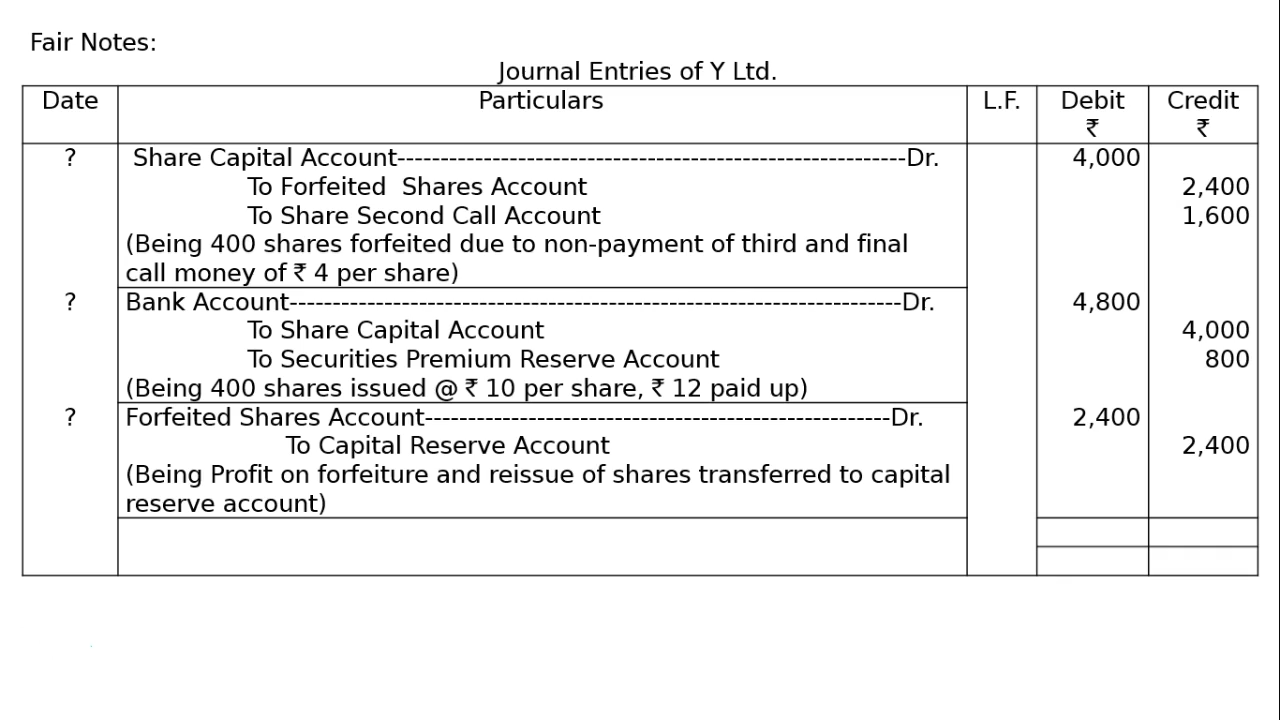 Fair Notes:
Journal Entries of Y Ltd.
Date Particulars L.F. Debit Credit
₹ ₹
? Share Capital Account-----------------------------------------------------------Dr. 4,000
To Forfeited  Shares Account 2,400
To Share Second Call Account 1,600
(Being 400 shares forfeited due to non-payment of third and final
call money of ₹ 4 per share)
? Bank Account-----------------------------------------------------------------------Dr. 4,800
To Share Capital Account 4,000
To Securities Premium Reserve Account 800
(Being 400 shares issued @ ₹ 10 per share, ₹ 12 paid up)
? Forfeited Shares Account------------------------------------------------------Dr. 2,400
To Capital Reserve Account 2,400
(Being Profit on forfeiture and reissue of shares transferred to capital
reserve account)